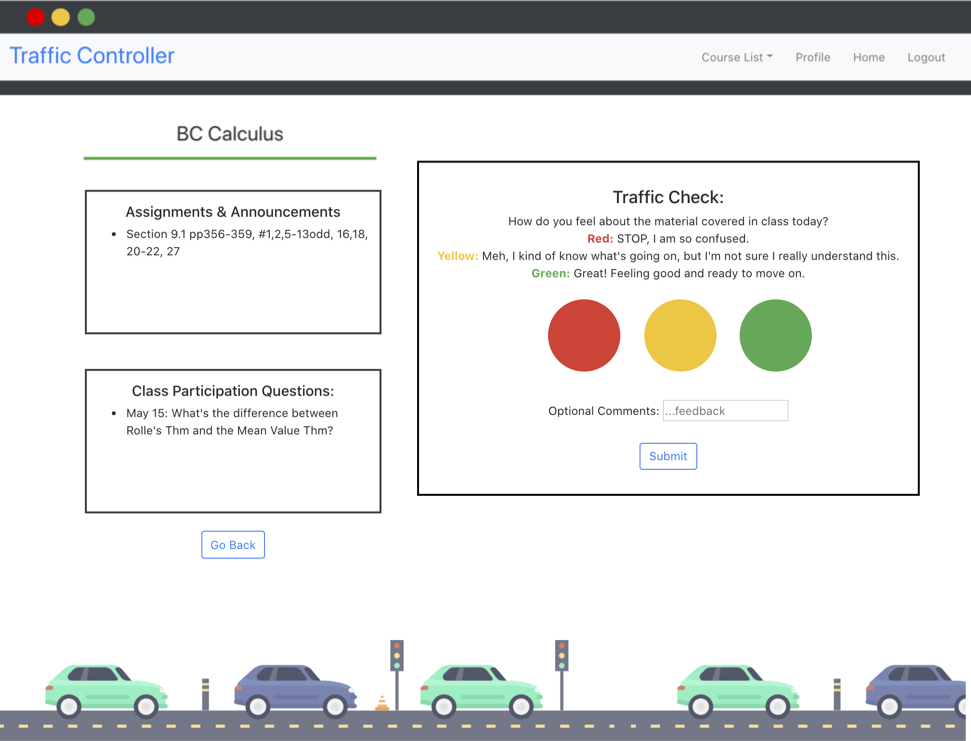 Traffic Controller
Course List Profile Home Logout
BC Calculus
Assignments & Announcements
• Section 9.1 pp356-359, #1,2,5-13odd, 16,18,
20-22, 27
Class Participation Questions:
• May 15: What's the difference between
Rolle's Thm and the Mean Value Thm?
Go Back
Traffic Check:
How do you feel about the material covered in class today?
Red: STOP, I am so confused.
Yellow: Meh, I kind of know what's going on, but I'm not sure I really understand this.
Green: Great! Feeling good and ready to move on.
Optional Comments: ...feedback
Submit